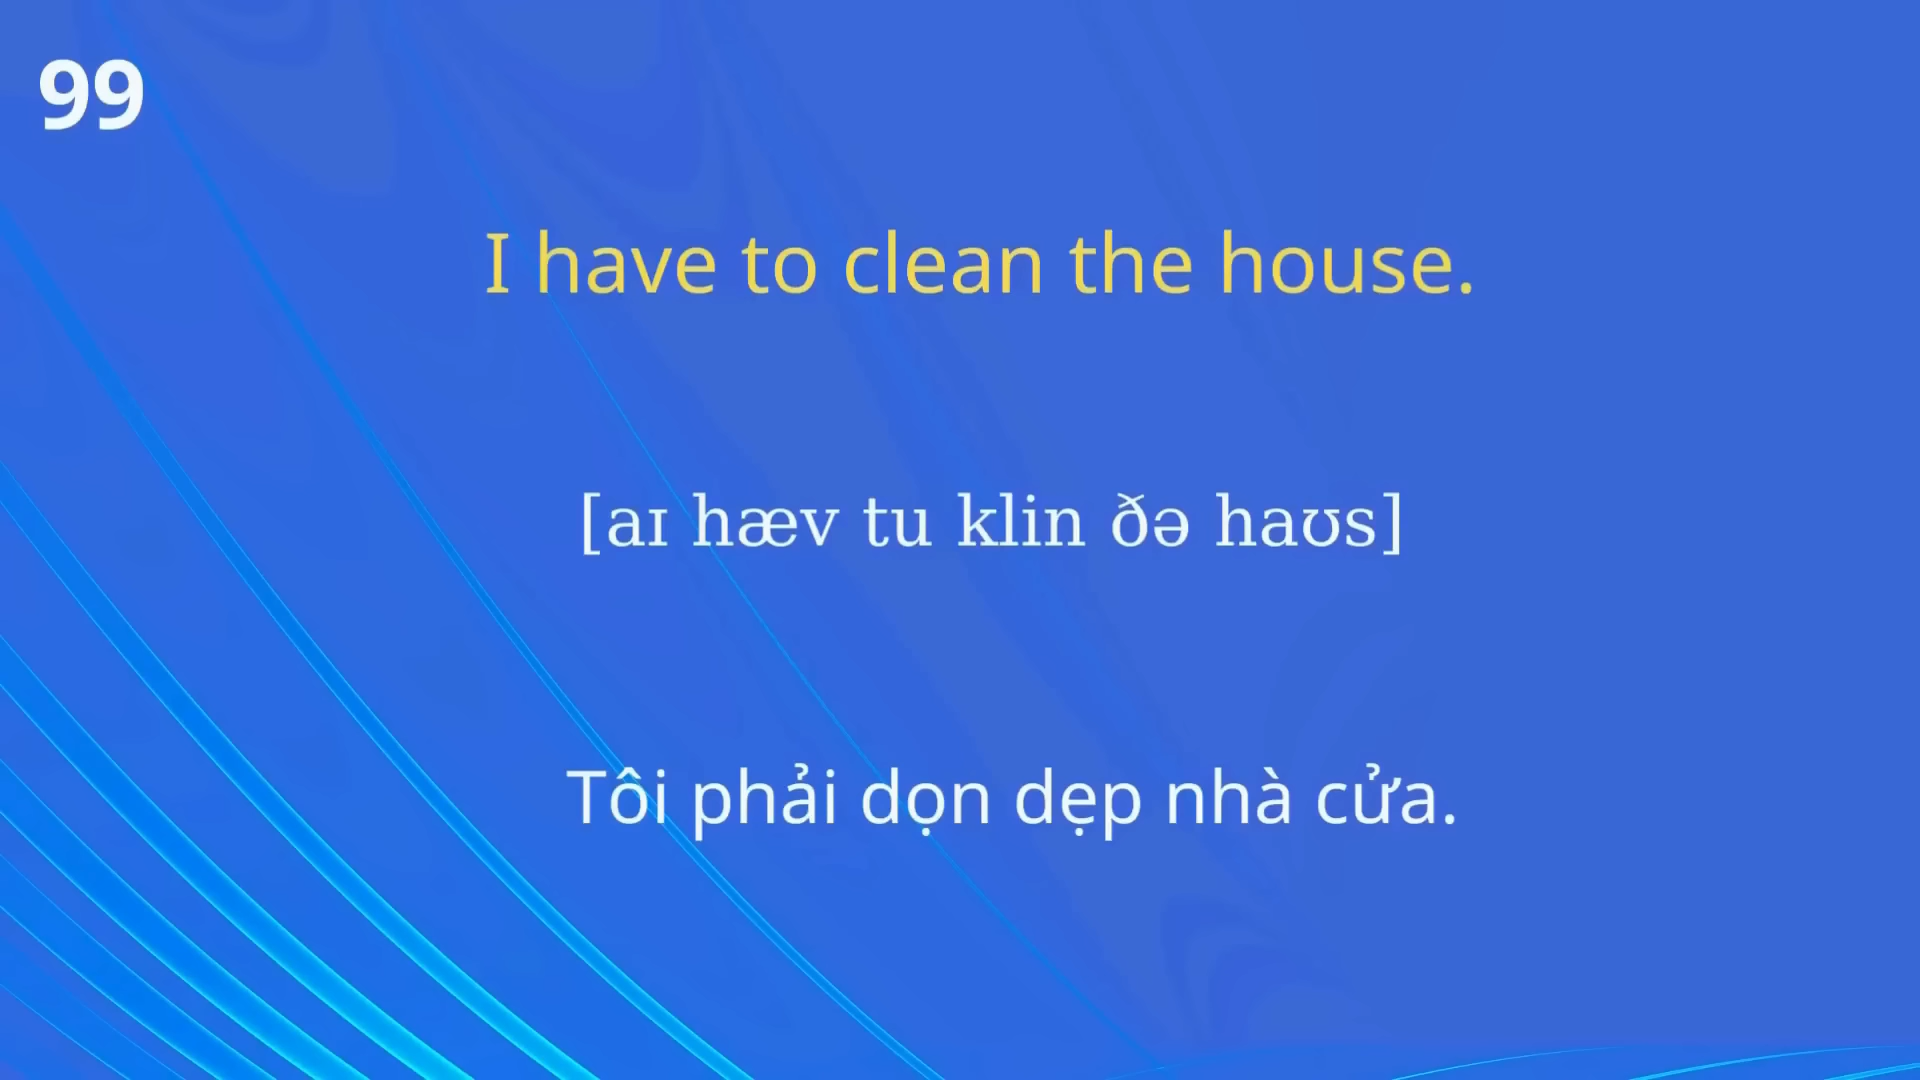 99
I have to clean the house.
[aɪ hæv tu klin ðə haʊs]
Tôi phải dọn dẹp nhà cửa.